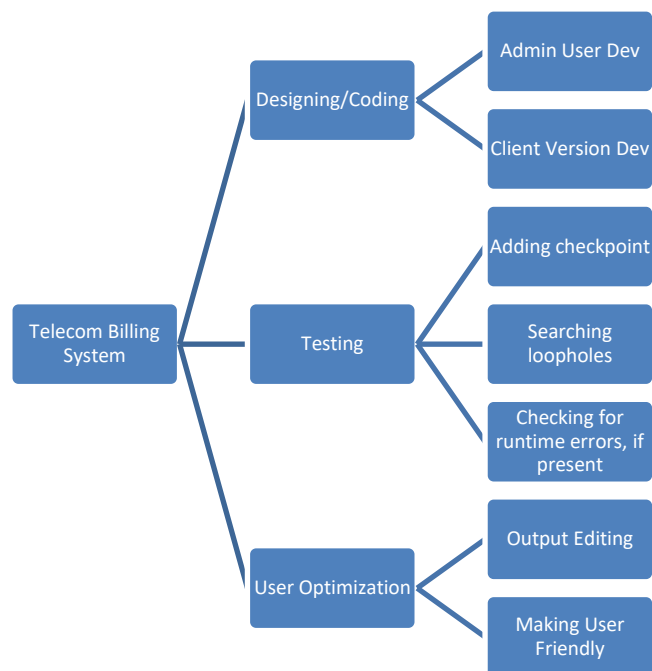 Telecom Billing
System
Designing/Coding
Admin User Dev
Client Version Dev
Testing
Adding checkpoint
Searching
loopholes
Checking for
runtime errors, if
present
User Optimization
Output Editing
Making User
Friendly